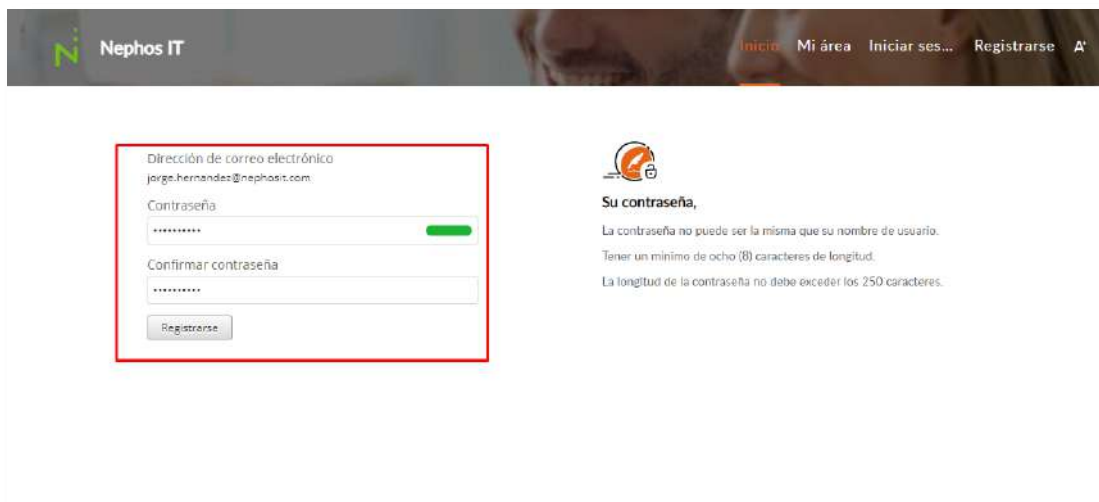 Nephos IT
Inicio Mi área Iniciar ses... Registrarse A+
Dirección de correo electrónico
jorge.hernandez@nephosit.com
Contraseña
••••••••••
Confirmar contraseña
••••••••••
Registrarse
Su contraseña,
La contraseña no puede ser la misma que su nombre de usuario.
Tener un mínimo de ocho (8) caracteres de longitud.
La longitud de la contraseña no debe exceder los 250 caracteres.